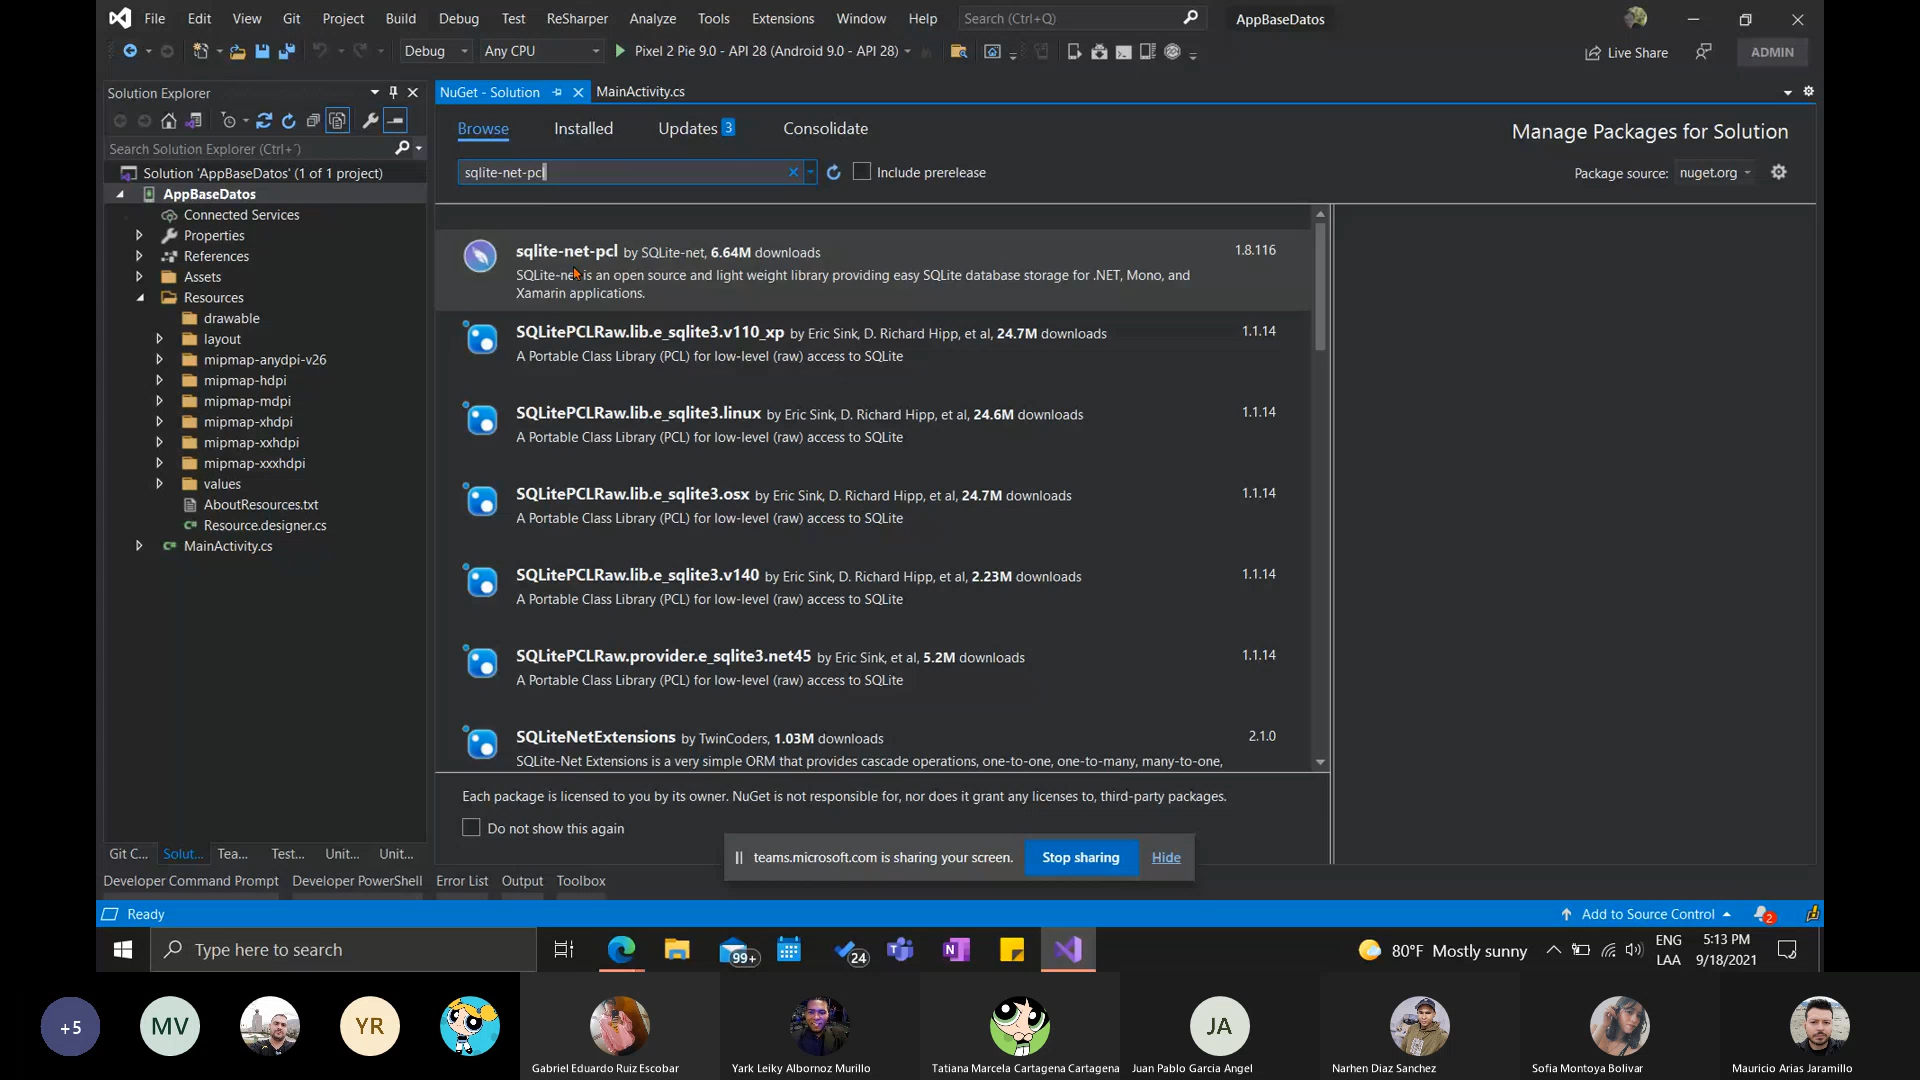 File Edit View Git Project Build Debug Test ReSharper Analyze Tools Extensions Window Help Search (Ctrl+Q) AppBaseDatos
Debug Any CPU Pixel 2 Pie 9.0 - API 28 (Android 9.0 - API 28) Live Share ADMIN
Solution Explorer
Search Solution Explorer (Ctrl+¨)
Solution 'AppBaseDatos' (1 of 1 project)
AppBaseDatos
Connected Services
Properties
References
Assets
Resources
drawable
layout
mipmap-anydpi-v26
mipmap-hdpi
mipmap-mdpi
mipmap-xhdpi
mipmap-xxhdpi
mipmap-xxxhdpi
values
AboutResources.txt
Resource.designer.cs
MainActivity.cs
Git C... Solut... Tea... Test... Unit... Unit...
NuGet - Solution MainActivity.cs
Browse Installed Updates 3 Consolidate
Manage Packages for Solution
sqlite-net-pcl Include prerelease
Package source: nuget.org
sqlite-net-pcl by SQLite-net, 6.64M downloads 1.8.116
SQLite-net is an open source and light weight library providing easy SQLite database storage for .NET, Mono, and
Xamarin applications.
SQLitePCLRaw.lib.e_sqlite3.v110_xp by Eric Sink, D. Richard Hipp, et al, 24.7M downloads 1.1.14
A Portable Class Library (PCL) for low-level (raw) access to SQLite
SQLitePCLRaw.lib.e_sqlite3.linux by Eric Sink, D. Richard Hipp, et al, 24.6M downloads 1.1.14
A Portable Class Library (PCL) for low-level (raw) access to SQLite
SQLitePCLRaw.lib.e_sqlite3.osx by Eric Sink, D. Richard Hipp, et al, 24.7M downloads 1.1.14
A Portable Class Library (PCL) for low-level (raw) access to SQLite
SQLitePCLRaw.lib.e_sqlite3.v140 by Eric Sink, D. Richard Hipp, et al, 2.23M downloads 1.1.14
A Portable Class Library (PCL) for low-level (raw) access to SQLite
SQLitePCLRaw.provider.e_sqlite3.net45 by Eric Sink, et al, 5.2M downloads 1.1.14
A Portable Class Library (PCL) for low-level (raw) access to SQLite
SQLiteNetExtensions by TwinCoders, 1.03M downloads 2.1.0
SQLite-Net Extensions is a very simple ORM that provides cascade operations, one-to-one, one-to-many, many-to-one,
Each package is licensed to you by its owner. NuGet is not responsible for, nor does it grant any licenses to, third-party packages.
Do not show this again
teams.microsoft.com is sharing your screen. Stop sharing Hide
Developer Command Prompt Developer PowerShell Error List Output Toolbox
Ready Add to Source Control 2
Type here to search 99+ 24 80°F Mostly sunny ENG 5:13 PM
LAA 9/18/2021
+5 MV YR JA
Gabriel Eduardo Ruiz Escobar Yark Leiky Albornoz Murillo Tatiana Marcela Cartagena Cartagena Juan Pablo Garcia Angel Narhen Diaz Sanchez Sofia Montoya Bolivar Mauricio Arias Jaramillo